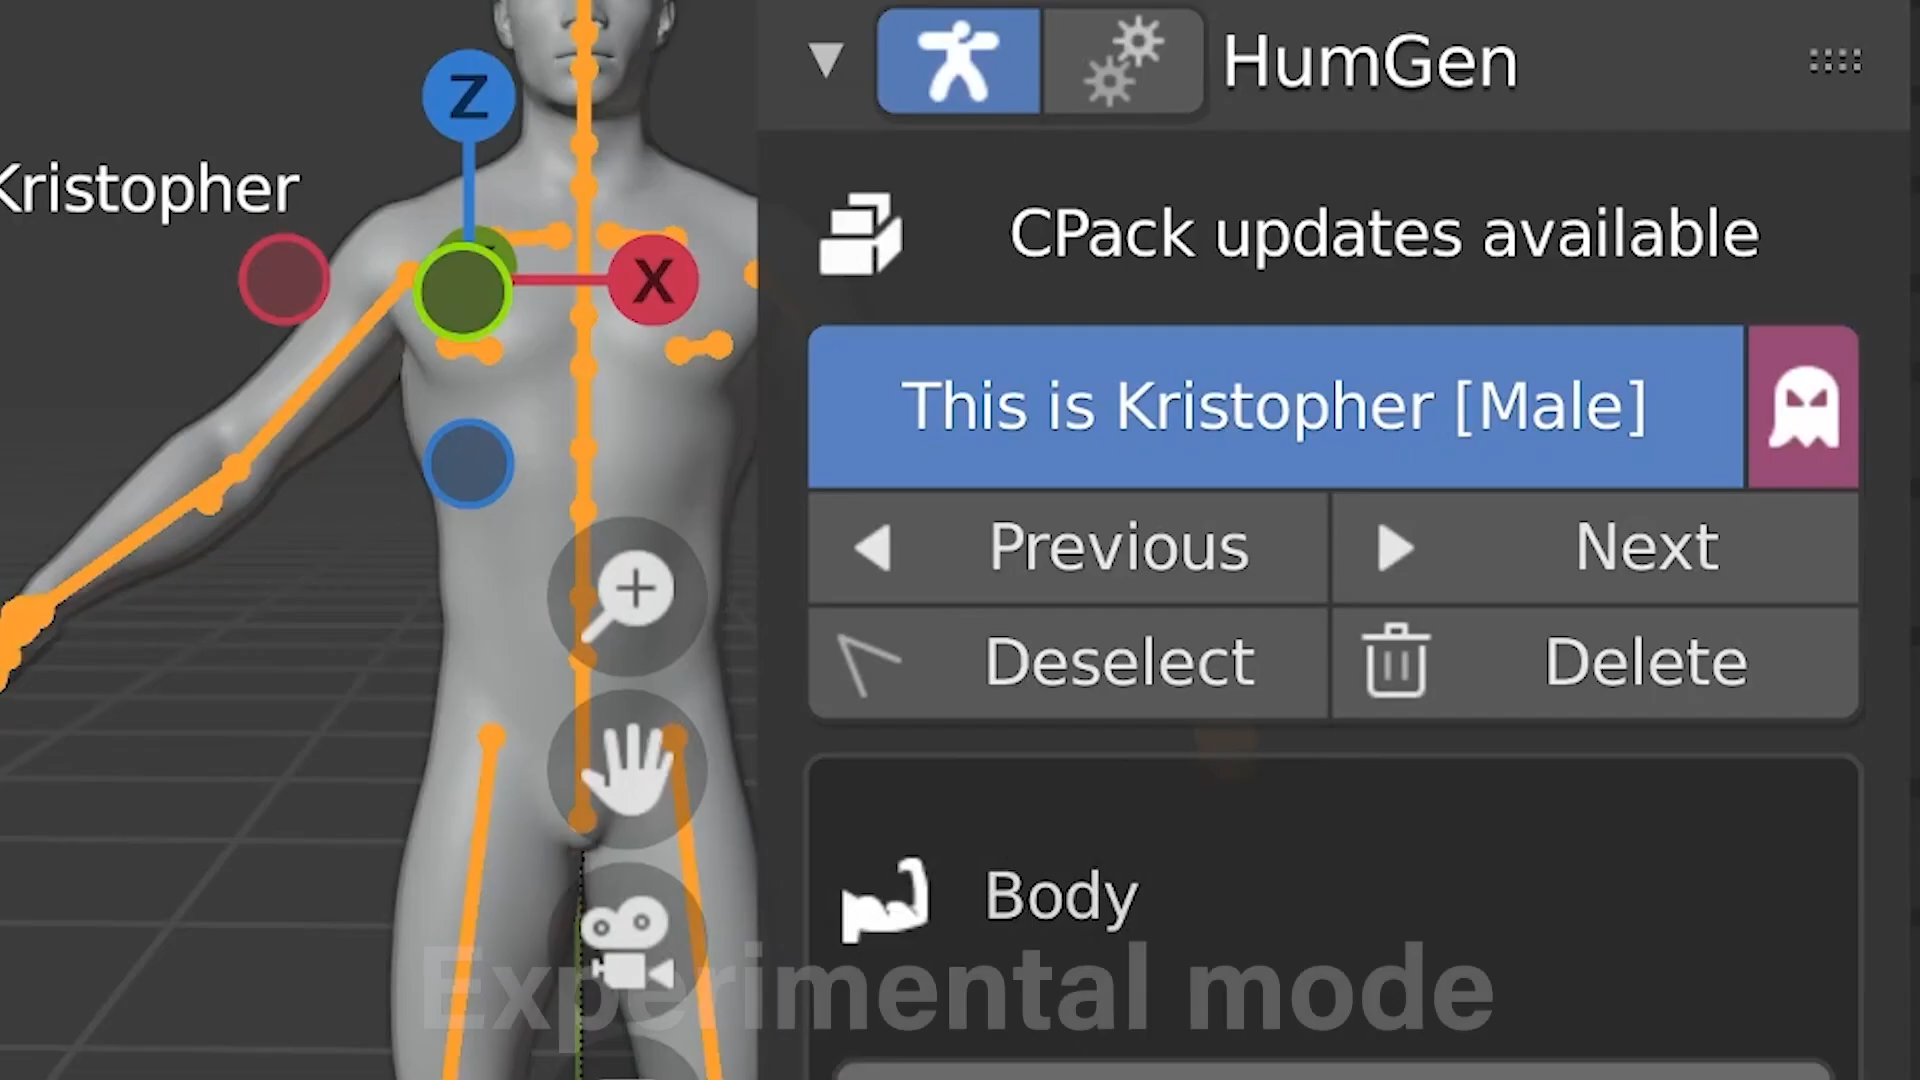 HumGen
Z
Kristopher
CPack updates available
X
This is Kristopher [Male]
Previous
Next
Deselect
Delete
Body
Experimental mode